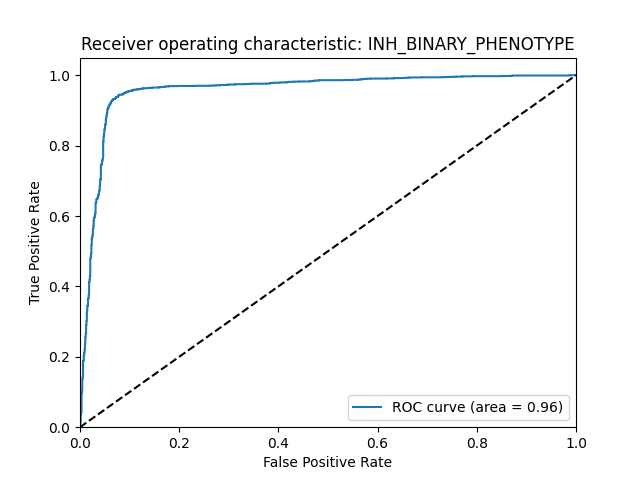 Receiver operating characteristic: INH_BINARY_PHENOTYPE
1.0
0.8
0.6
0.4
0.2
0.0
True Positive Rate
ROC curve (area = 0.96)
0.0 0.2 0.4 0.6 0.8 1.0
False Positive Rate